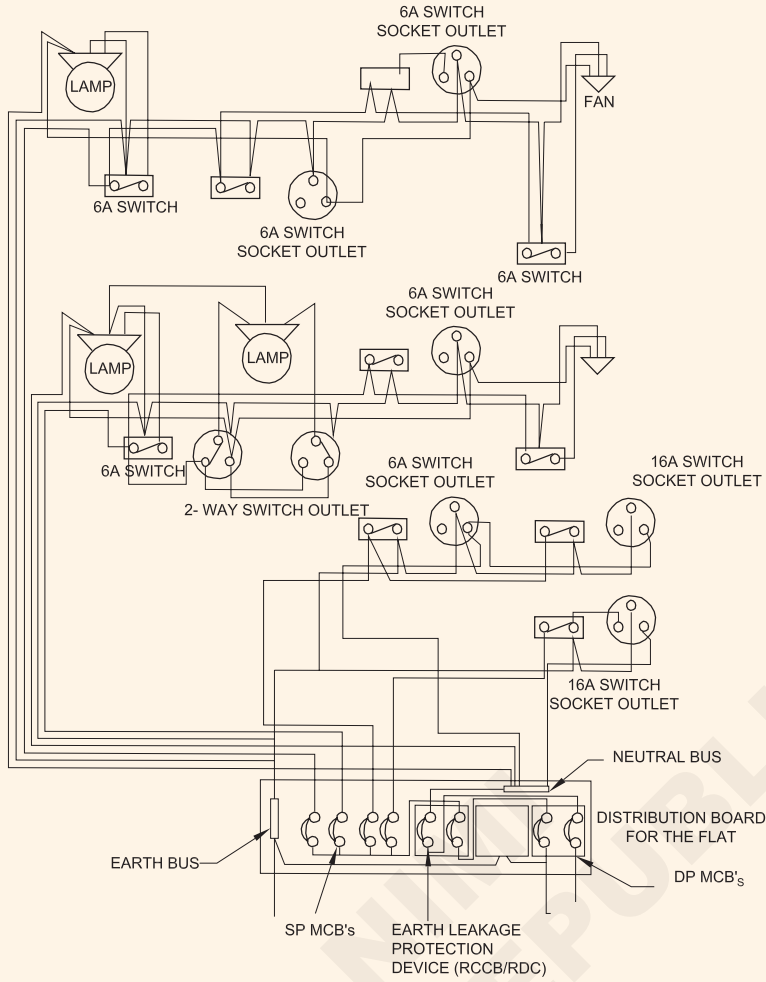 6A SWITCH
SOCKET OUTLET
LAMP
FAN
6A SWITCH
6A SWITCH
SOCKET OUTLET
6A SWITCH
6A SWITCH
SOCKET OUTLET
LAMP
LAMP
6A SWITCH
6A SWITCH
SOCKET OUTLET
16A SWITCH
SOCKET OUTLET
2- WAY SWITCH OUTLET
16A SWITCH
SOCKET OUTLET
NEUTRAL BUS
DISTRIBUTION BOARD
FOR THE FLAT
EARTH BUS
DP MCB'S
SP MCB's
EARTH LEAKAGE
PROTECTION
DEVICE (RCCB/RDC)
NIMI
REPUBLI